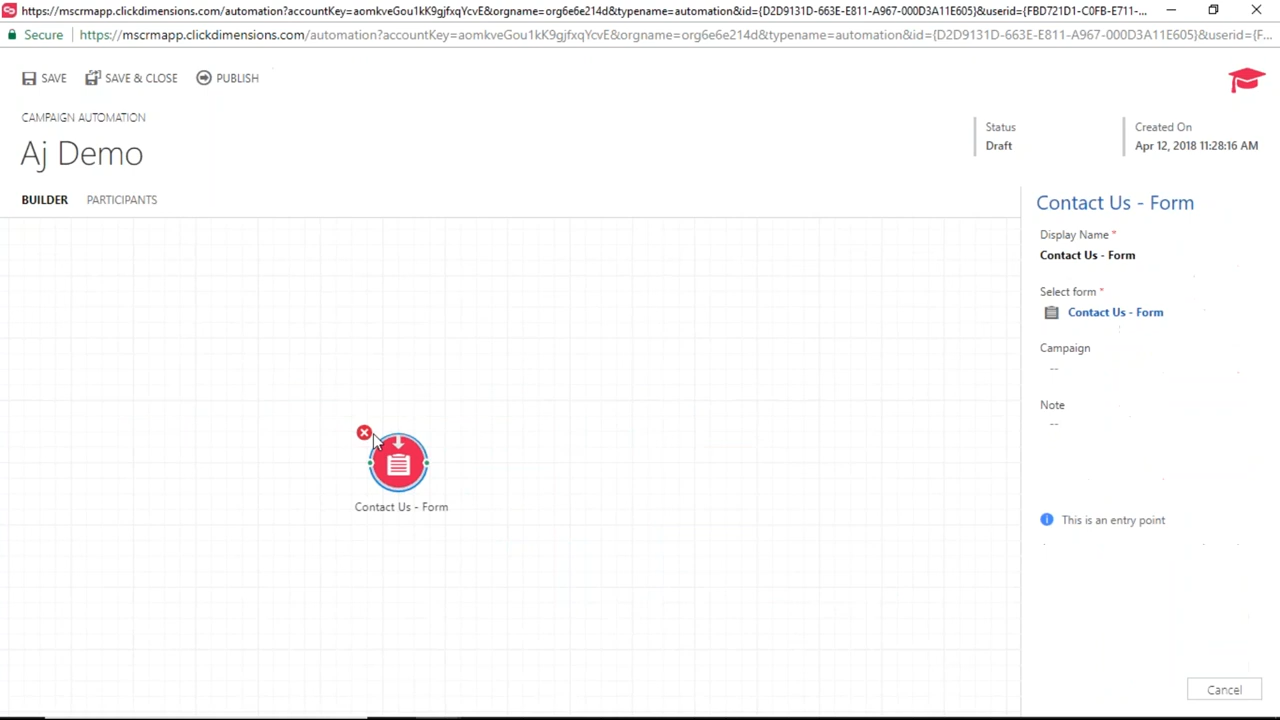 https://mscrmapp.clickdimensions.com/automation?accountKey=aomkveGou1kK9gjfxqYcvE&orgname=org6e6e214d&typename=automation&id={D2D9131D-663E-E811-A967-000D3A11E605}&userid={FBD721D1-C0FB-E711-...
Secure https://mscrmapp.clickdimensions.com/automation?accountKey=aomkveGou1kK9gjfxqYcvE&orgname=org6e6e214d&typename=automation&id={D2D9131D-663E-E811-A967-000D3A11E605}&userid={F...
SAVE SAVE & CLOSE PUBLISH
CAMPAIGN AUTOMATION
Aj Demo
Status
Draft
Created On
Apr 12, 2018 11:28:16 AM
BUILDER PARTICIPANTS
Contact Us - Form
Contact Us - Form
Display Name *
Contact Us - Form
Select form *
Contact Us - Form
Campaign
--
Note
--
This is an entry point
Cancel